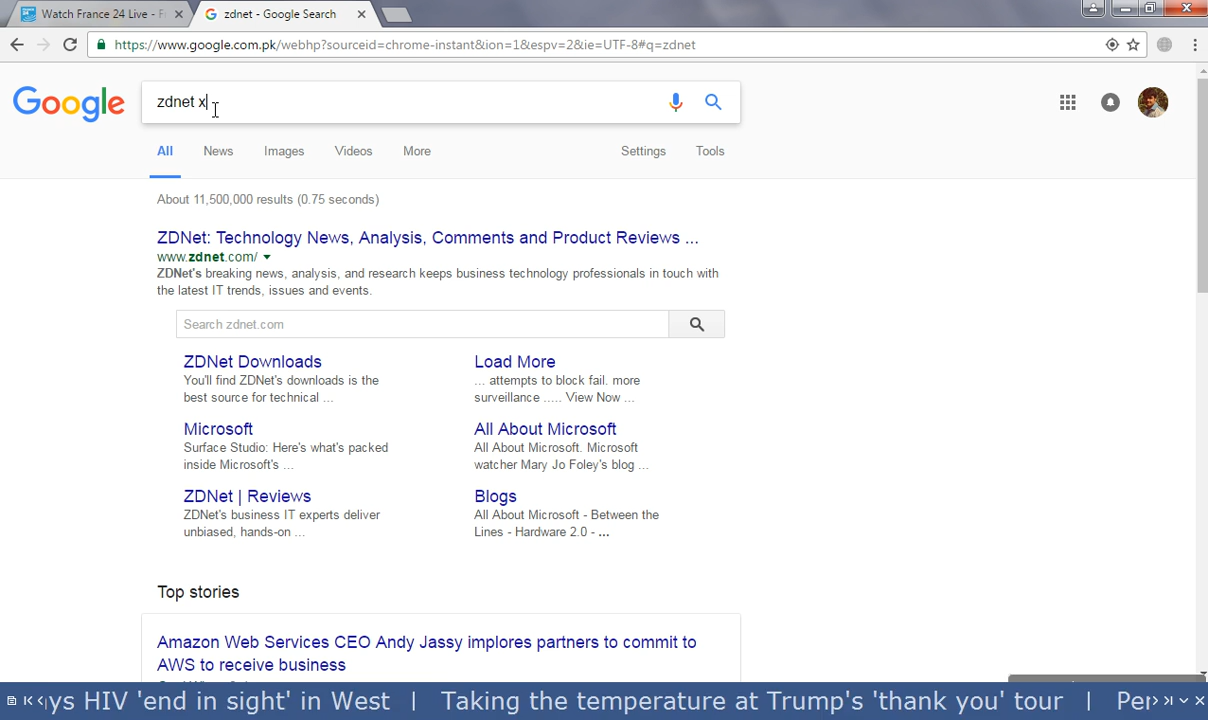 Watch France 24 Live - F
zdnet - Google Search
https://www.google.com.pk/webhp?sourceid=chrome-instant&ion=1&espv=2&ie=UTF-8#q=zdnet
Google
zdnet x
All News Images Videos More Settings Tools
About 11,500,000 results (0.75 seconds)
ZDNet: Technology News, Analysis, Comments and Product Reviews ...
www.zdnet.com/
ZDNet's breaking news, analysis, and research keeps business technology professionals in touch with
the latest IT trends, issues and events.
Search zdnet.com
ZDNet Downloads
You'll find ZDNet's downloads is the
best source for technical ...
Load More
... attempts to block fail. more
surveillance ..... View Now ...
Microsoft
Surface Studio: Here's what's packed
inside Microsoft's ...
All About Microsoft
All About Microsoft. Microsoft
watcher Mary Jo Foley's blog ...
ZDNet | Reviews
ZDNet's business IT experts deliver
unbiased, hands-on ...
Blogs
All About Microsoft - Between the
Lines - Hardware 2.0 - ...
Top stories
Amazon Web Services CEO Andy Jassy implores partners to commit to
AWS to receive business
ys HIV 'end in sight' in West | Taking the temperature at Trump's 'thank you' tour | Per